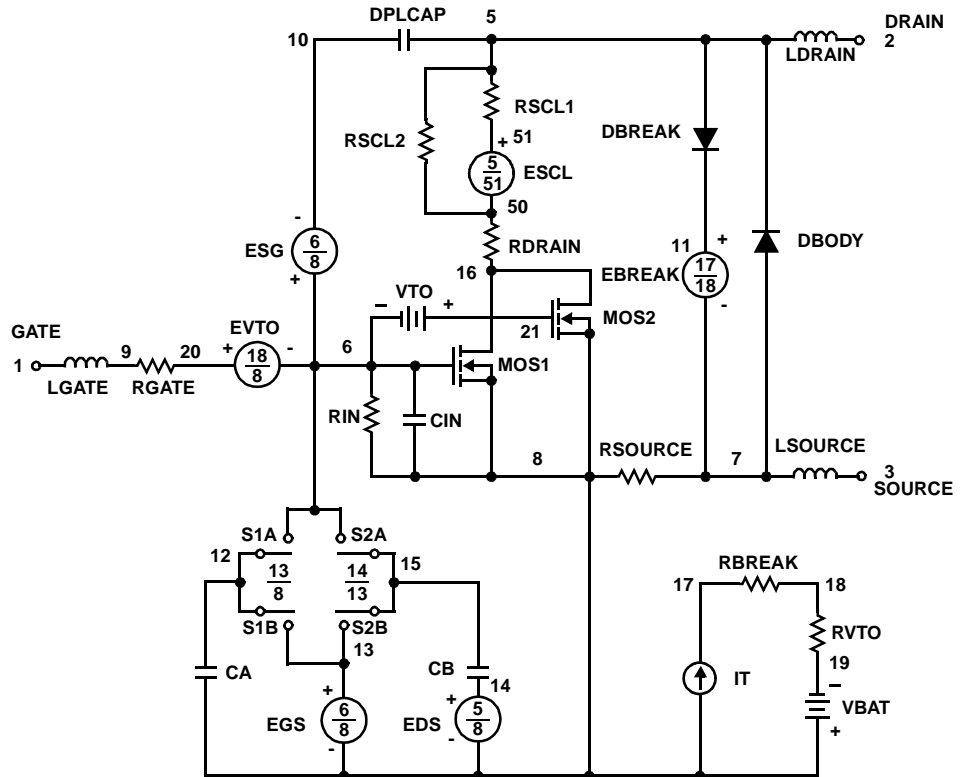 DPLCAP
5
DRAIN
10
2
LDRAIN
RSCL1
RSCL2
+ 51
DBREAK
5
51
ESCL
50
-
ESG
6
8
+
RDRAIN
11
+
DBODY
16
EBREAK
17
18
-
VTO
-
+
MOS2
21
GATE
EVTO
1
9
20
+
18
8
-
6
MOS1
LGATE
RGATE
RIN
CIN
LSOURCE
8
RSOURCE
7
3
SOURCE
S1A
S2A
12
15
13
8
14
13
RBREAK
17
18
S1B
S2B
13
RVTO
CA
CB
19
+
+
14
IT
-
EGS
6
8
EDS
5
8
VBAT
-
-
+